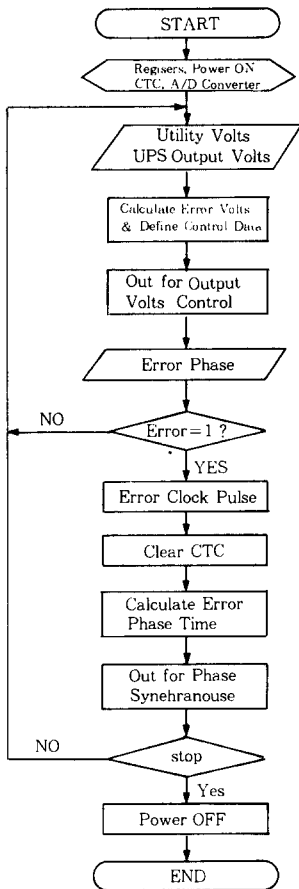 START
Regisers, Power ON
CTC, A/D Converter
Utility Volts
UPS Output Volts
Calculate Error Volts
& Define Control Data
Out for Output
Volts Control
Error Phase
NO
Error=1 ?
YES
Error Clock Pulse
Clear CTC
Calculate Error
Phase Time
Out for Phase
Synehranouse
NO
stop
Yes
Power OFF
END